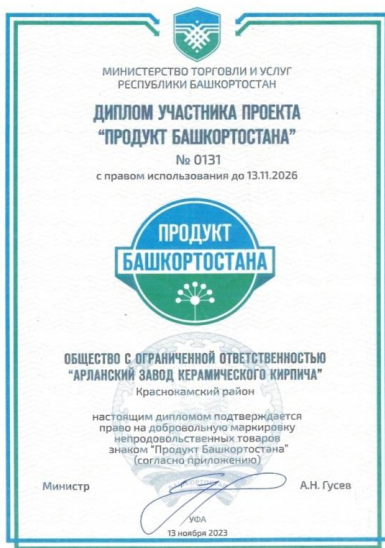 МИНИСТЕРСТВО ТОРГОВЛИ И УСЛУГ
РЕСПУБЛИКИ БАШКОРТОСТАН
ДИПЛОМ УЧАСТНИКА ПРОЕКТА
“ПРОДУКТ БАШКОРТОСТАНА”
№ 0131
с правом использования до 13.11.2026
ПРОДУКТ
БАШКОРТОСТАНА
ОБЩЕСТВО С ОГРАНИЧЕННОЙ ОТВЕТСТВЕННОСТЬЮ
“АРЛАНСКИЙ ЗАВОД КЕРАМИЧЕСКОГО КИРПИЧА”
Краснокамский район
настоящим дипломом подтверждается
право на добровольную маркировку
непродовольственных товаров
знаком “Продукт Башкортостана”
(согласно приложению)
Министр
А.Н. Гусев
УФА
13 ноября 2023